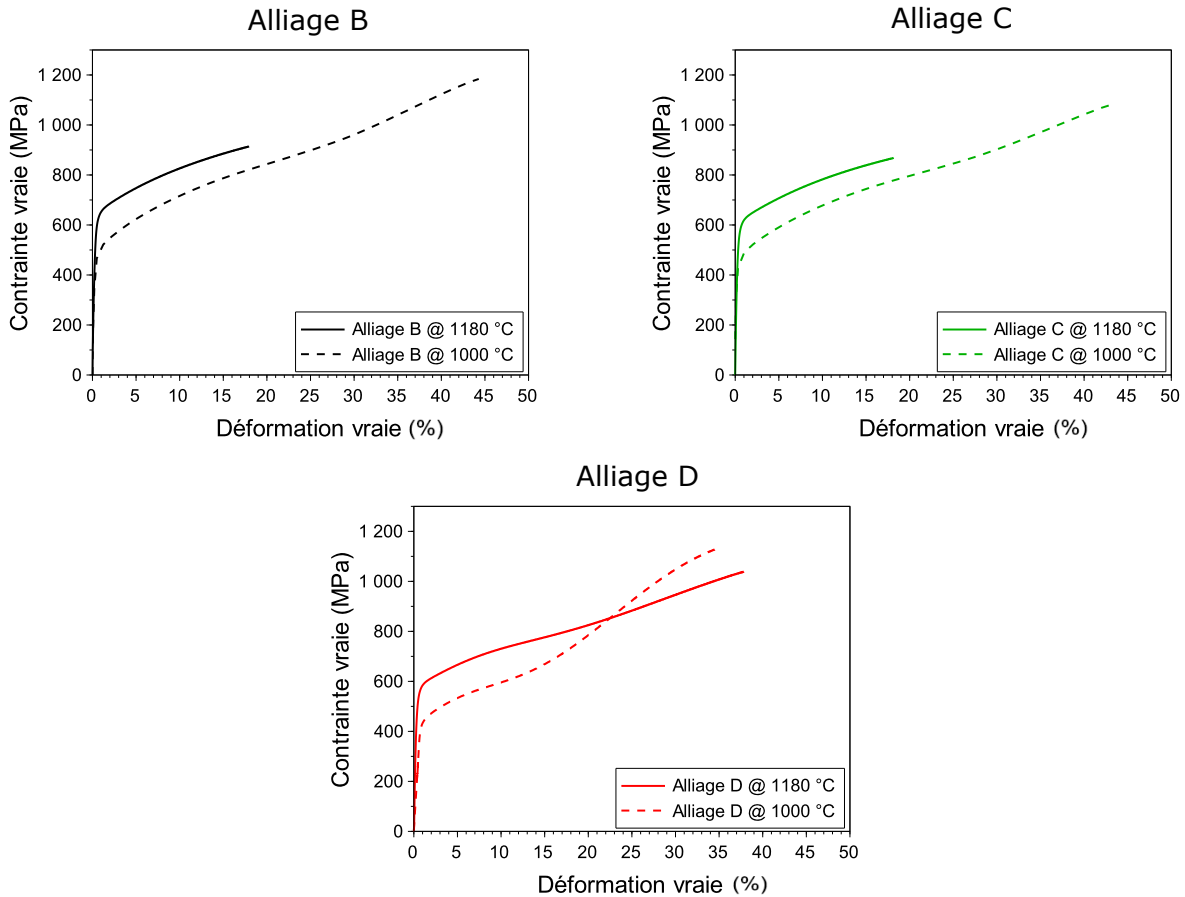 Alliage B
Contrainte vraie (MPa)
1 200
1 000
800
600
400
200
0
Alliage B @ 1180 °C
Alliage B @ 1000 °C
0 5 10 15 20 25 30 35 40 45 50
Déformation vraie (%)
Alliage C
Contrainte vraie (MPa)
1 200
1 000
800
600
400
200
0
Alliage C @ 1180 °C
Alliage C @ 1000 °C
0 5 10 15 20 25 30 35 40 45 50
Déformation vraie (%)
Alliage D
Contrainte vraie (MPa)
1 200
1 000
800
600
400
200
0
Alliage D @ 1180 °C
Alliage D @ 1000 °C
0 5 10 15 20 25 30 35 40 45 50
Déformation vraie (%)